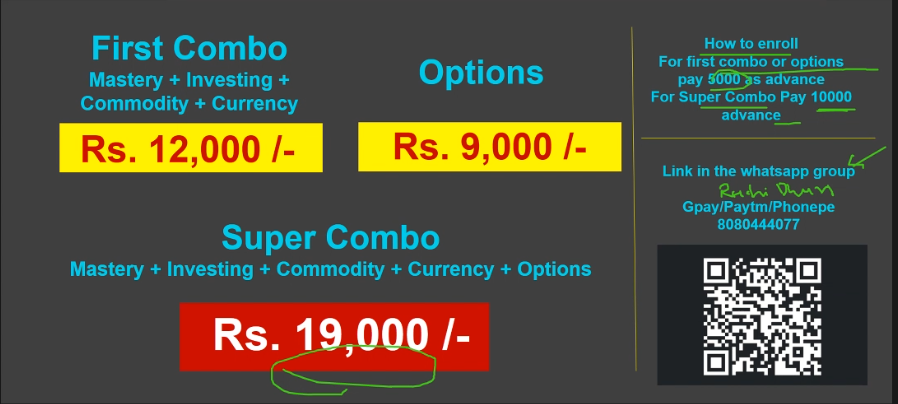 First Combo
Mastery + Investing +
Commodity + Currency
Rs. 12,000 /-
Options
Rs. 9,000 /-
Super Combo
Mastery + Investing + Commodity + Currency + Options
Rs. 19,000 /-
How to enroll
For first combo or options
pay 5000 as advance
For Super Combo Pay 10000
advance
Link in the whatsapp group
Gpay/Paytm/Phonepe
8080444077